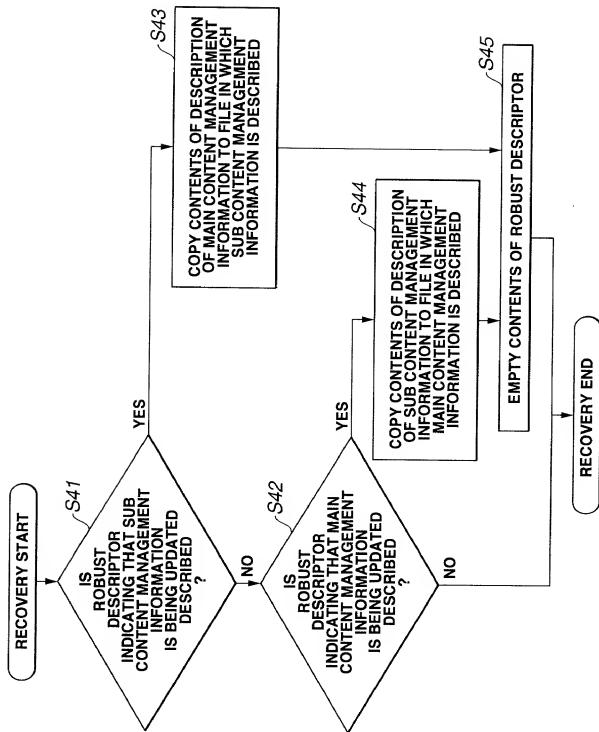 RECOVERY START
S41
IS
ROBUST
DESCRIPTOR
INDICATING THAT SUB
CONTENT MANAGEMENT
INFORMATION
IS BEING UPDATED
DESCRIBED
?
YES
NO
S43
COPY CONTENTS OF DESCRIPTION
OF MAIN CONTENT MANAGEMENT
INFORMATION TO FILE IN WHICH
SUB CONTENT MANAGEMENT
INFORMATION IS DESCRIBED
S42
IS
ROBUST
DESCRIPTOR
INDICATING THAT MAIN
CONTENT MANAGEMENT
INFORMATION
IS BEING UPDATED
DESCRIBED
?
YES
NO
S44
COPY CONTENTS OF DESCRIPTION
OF SUB CONTENT MANAGEMENT
INFORMATION TO FILE IN WHICH
MAIN CONTENT MANAGEMENT
INFORMATION IS DESCRIBED
S45
EMPTY CONTENTS OF ROBUST DESCRIPTOR
RECOVERY END